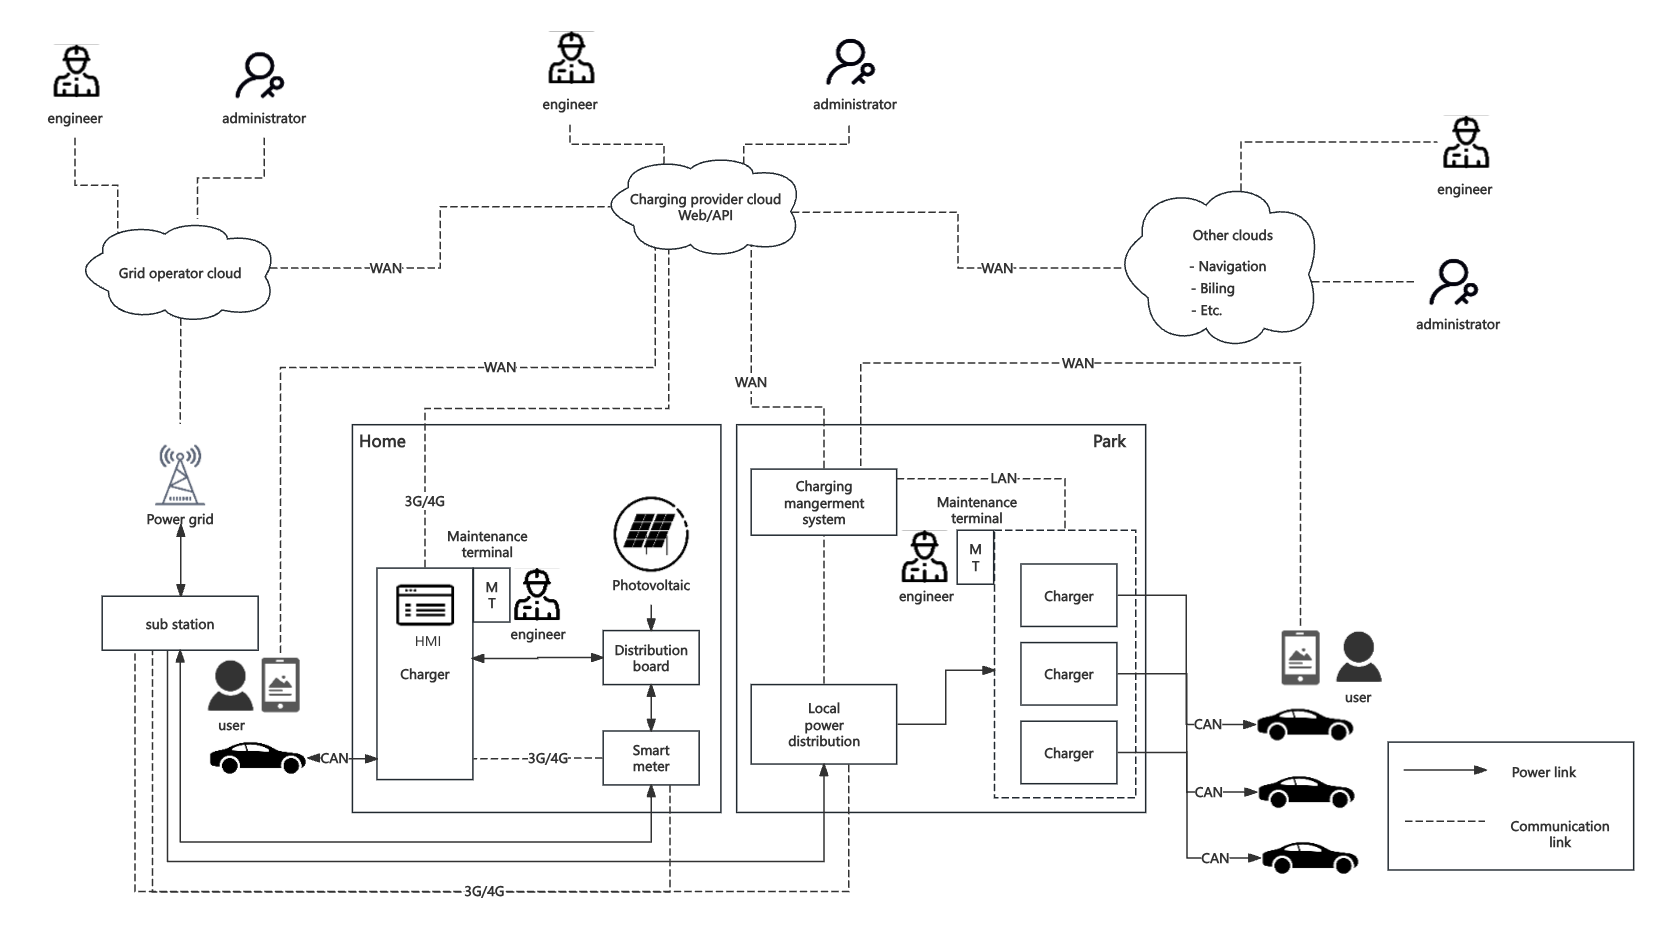 engineer
administrator
engineer
administrator
engineer
Charging provider cloud
Web/API
Other clouds
- Navigation
- Biling
- Etc.
Grid operator cloud
WAN
WAN
administrator
WAN
WAN
WAN
Home
Park
3G/4G
Charging
mangerment
system
LAN
Maintenance
terminal
Power grid
Maintenance
terminal
M
T
engineer
M
T
HMI
Charger
engineer
Photovoltaic
Distribution
board
Charger
Charger
Charger
sub station
user
user
CAN
3G/4G
Smart
meter
Local
power
distribution
CAN
CAN
CAN
Power link
Communication
link
3G/4G